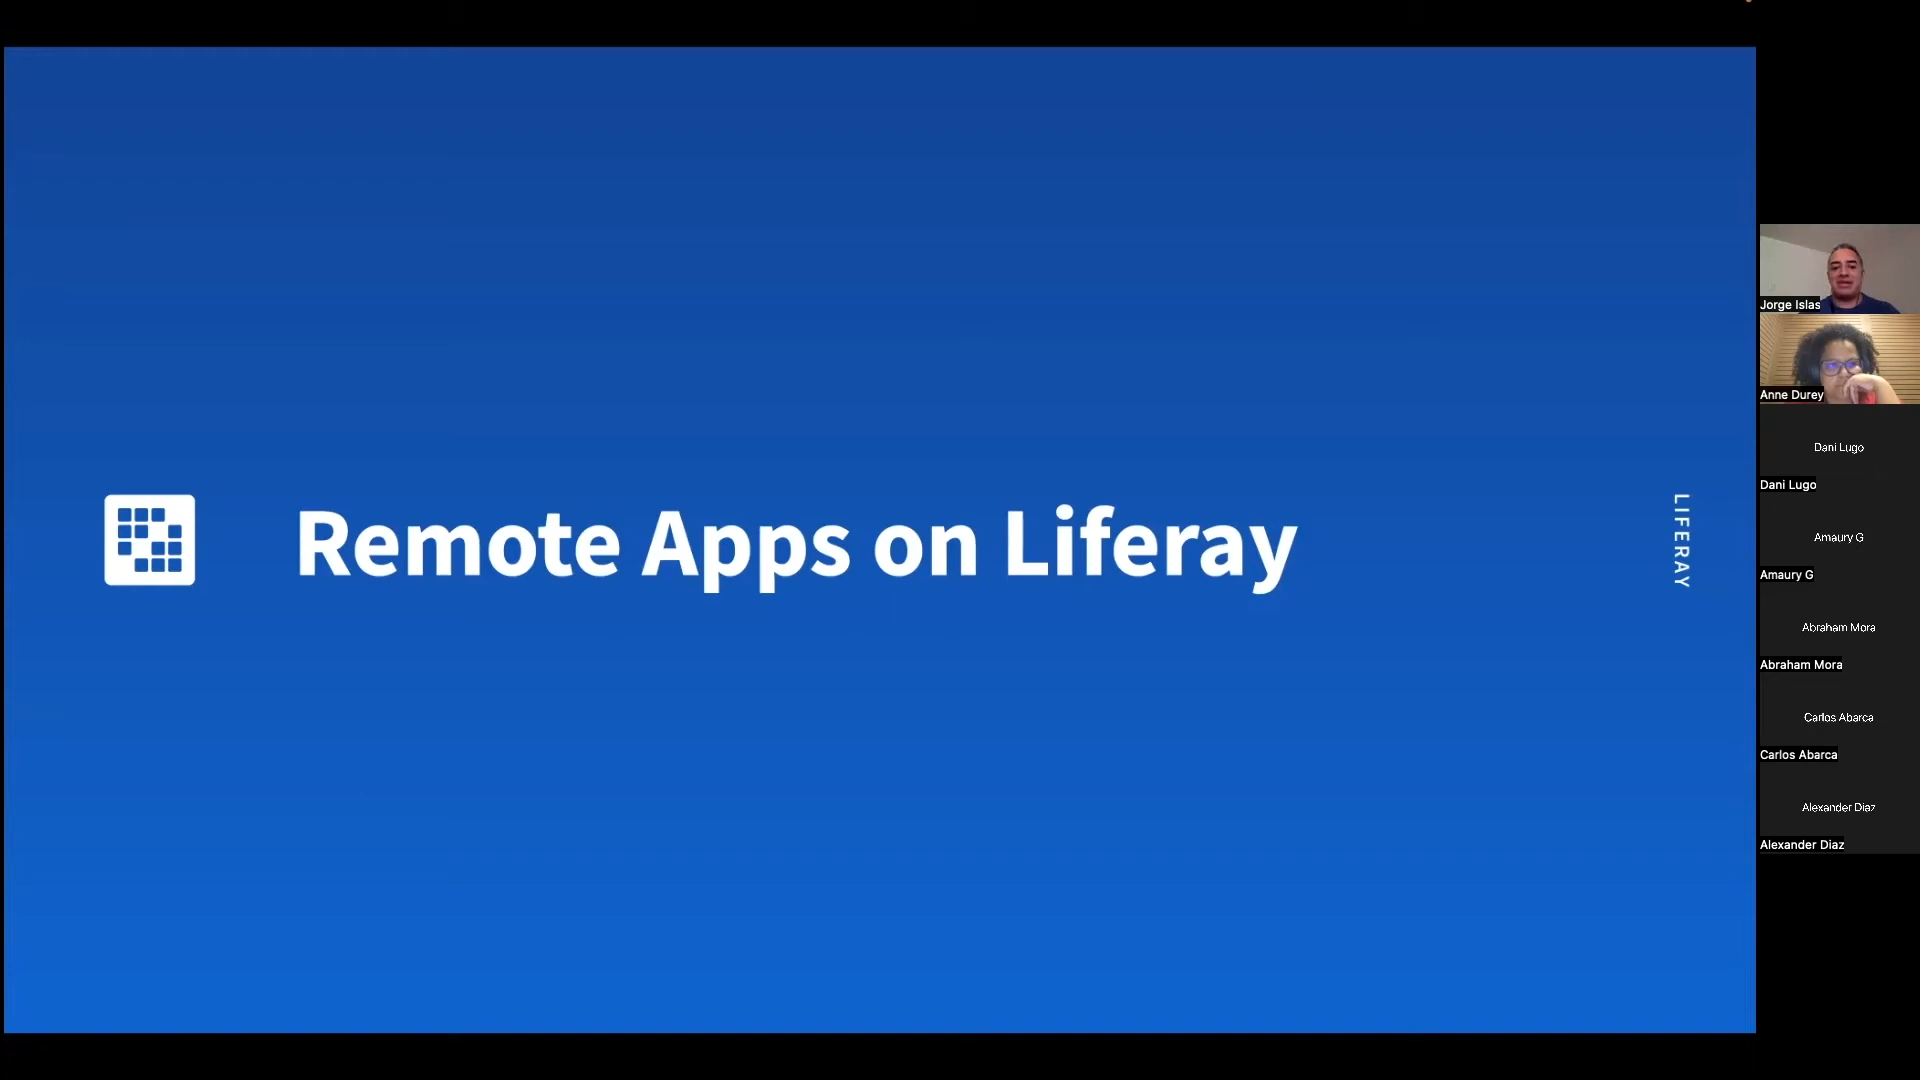 Remote Apps on Liferay
LIFERAY
Jorge Islas
Anne Durey
Dani Lugo
Dani Lugo
Amaury G
Amaury G
Abraham Mora
Abraham Mora
Carlos Abarca
Carlos Abarca
Alexander Diaz
Alexander Diaz